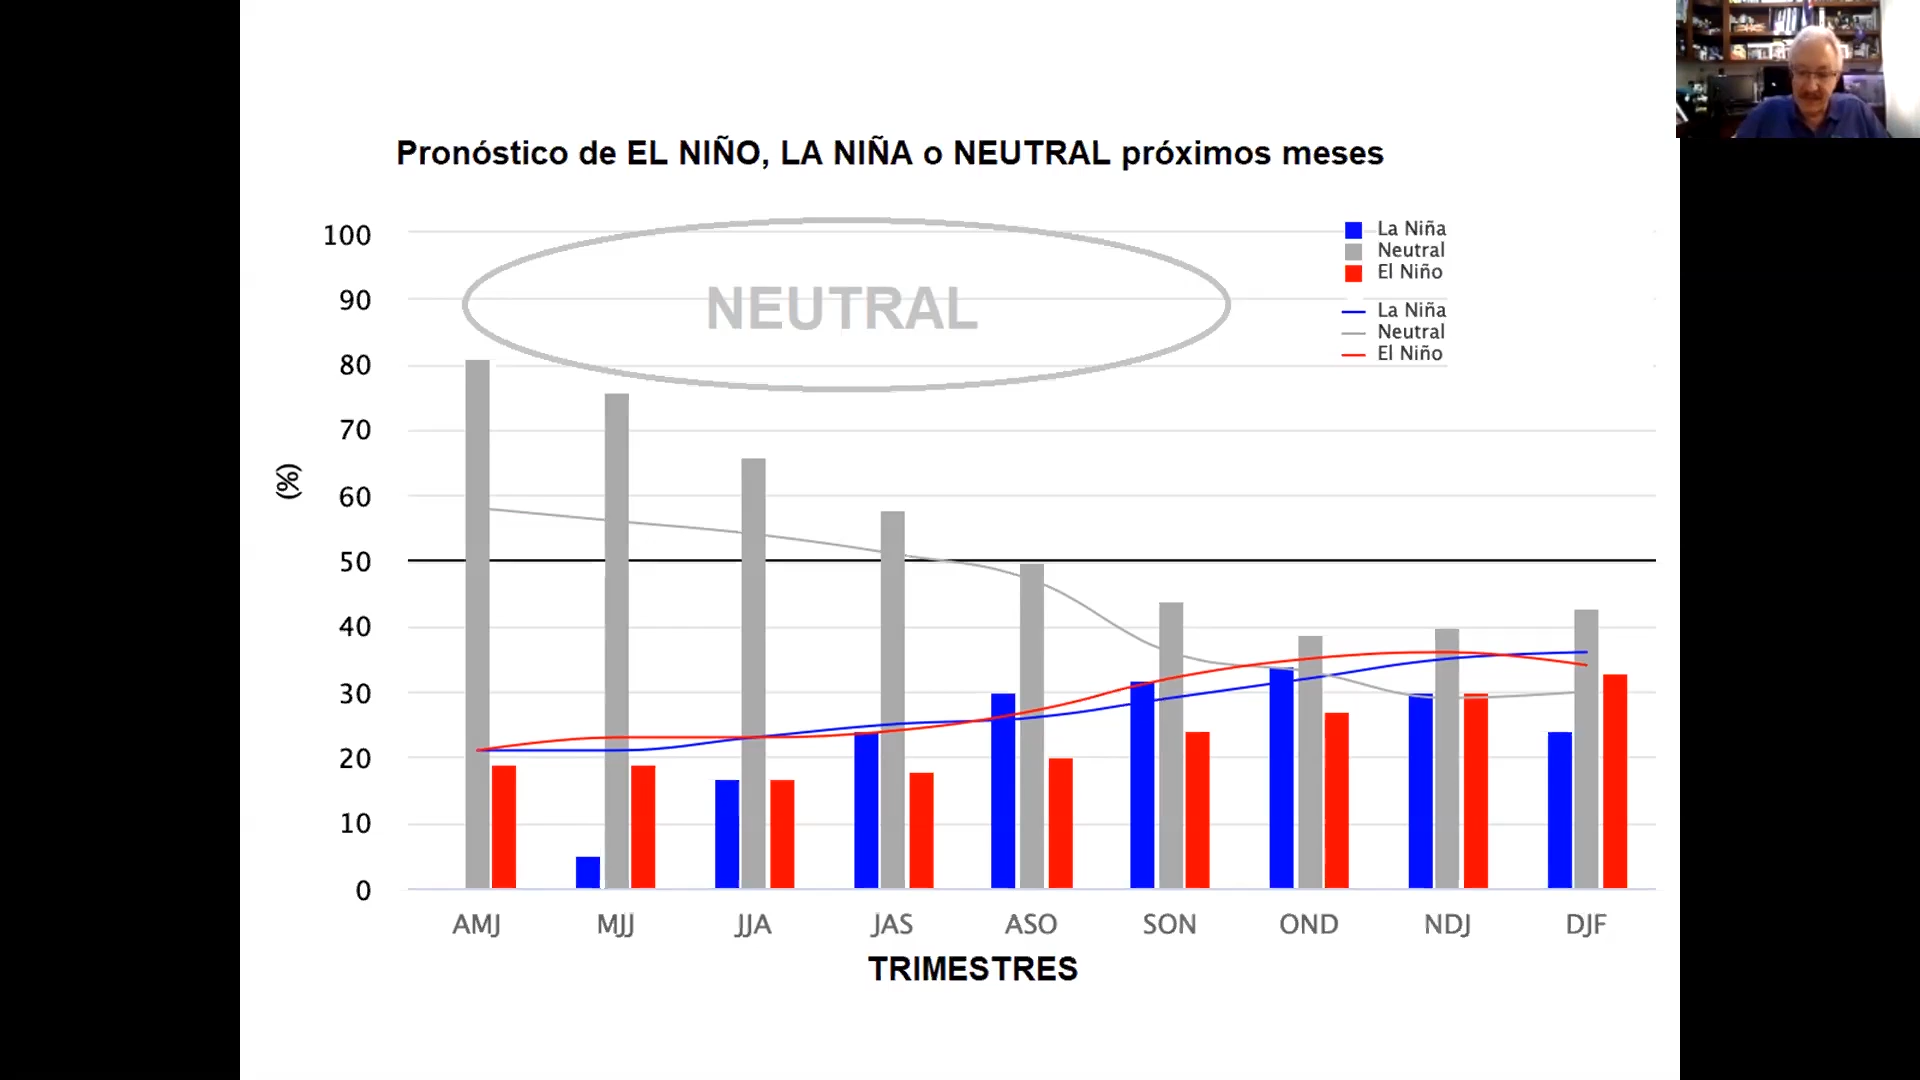 Pronóstico de EL NIÑO, LA NIÑA o NEUTRAL próximos meses
La Niña
Neutral
El Niño
La Niña
Neutral
El Niño
NEUTRAL
100
90
80
70
60
50
40
30
20
10
0
(%)
AMJ MJJ JJA JAS ASO SON OND NDJ DJF
TRIMESTRES